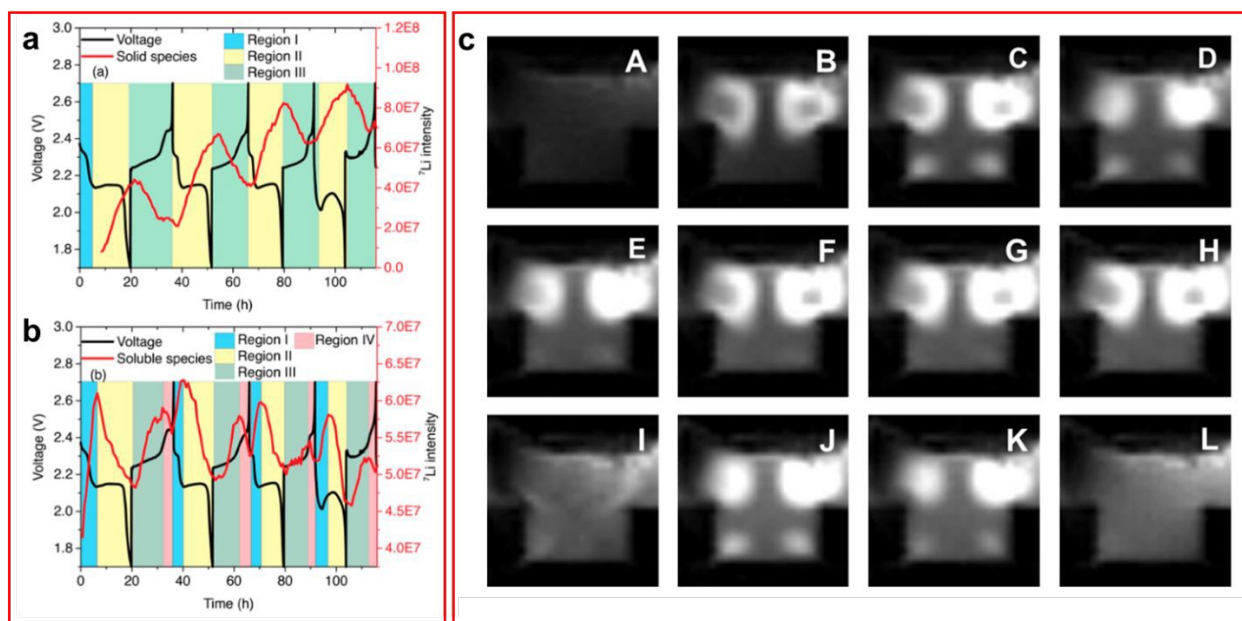 a
3.0
2.8
2.6
2.4
2.2
2.0
1.8
Voltage (V)
Voltage
Solid species
(a)
Region I
Region II
Region III
1.2E8
1.0E8
8.0E7
6.0E7
4.0E7
2.0E7
0.0
⁷Li intensity
0 20 40 60 80 100
Time (h)
b
3.0
2.8
2.6
2.4
2.2
2.0
1.8
Voltage (V)
Voltage
Soluble species
(b)
Region I
Region II
Region III
Region IV
7.0E7
6.5E7
6.0E7
5.5E7
5.0E7
4.5E7
4.0E7
⁷Li intensity
0 20 40 60 80 100
Time (h)
c
A B C D
E F G H
I J K L